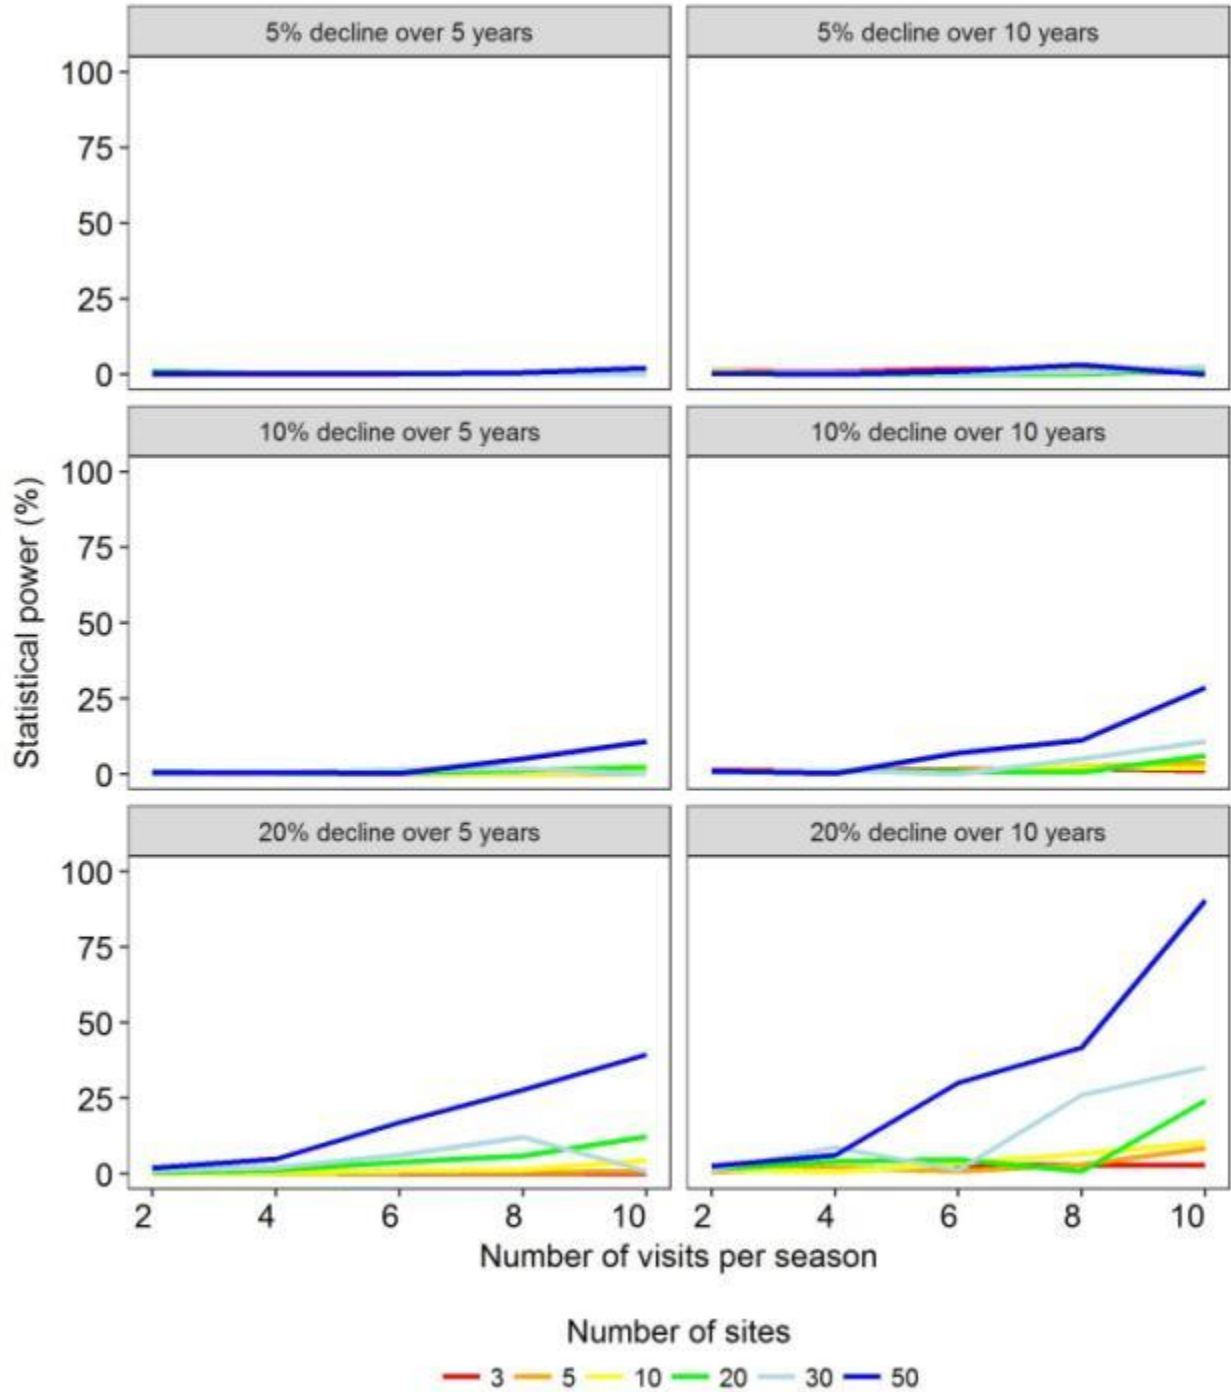 5% decline over 5 years
5% decline over 10 years
100
75
50
25
0
10% decline over 5 years
10% decline over 10 years
100
75
50
25
0
Statistical power (%)
20% decline over 5 years
20% decline over 10 years
100
75
50
25
0
2 4 6 8 10
2 4 6 8 10
Number of visits per season
Number of sites
3 5 10 20 30 50